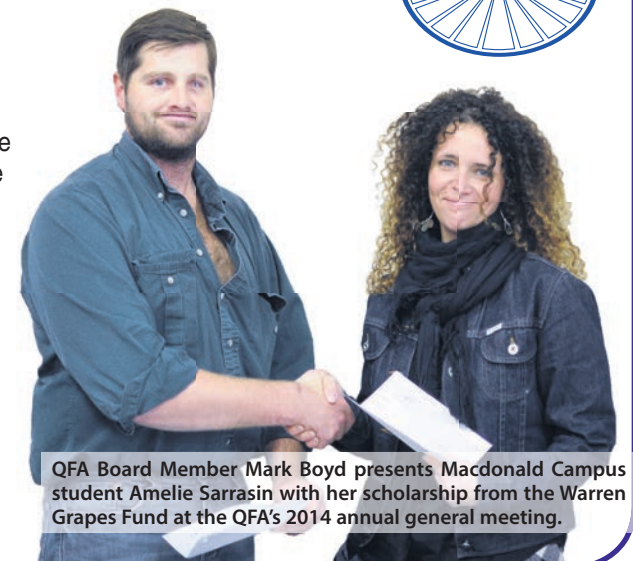 e
e
QFA Board Member Mark Boyd presents Macdonald Campus
student Amelie Sarrasin with her scholarship from the Warren
Grapes Fund at the QFA's 2014 annual general meeting.